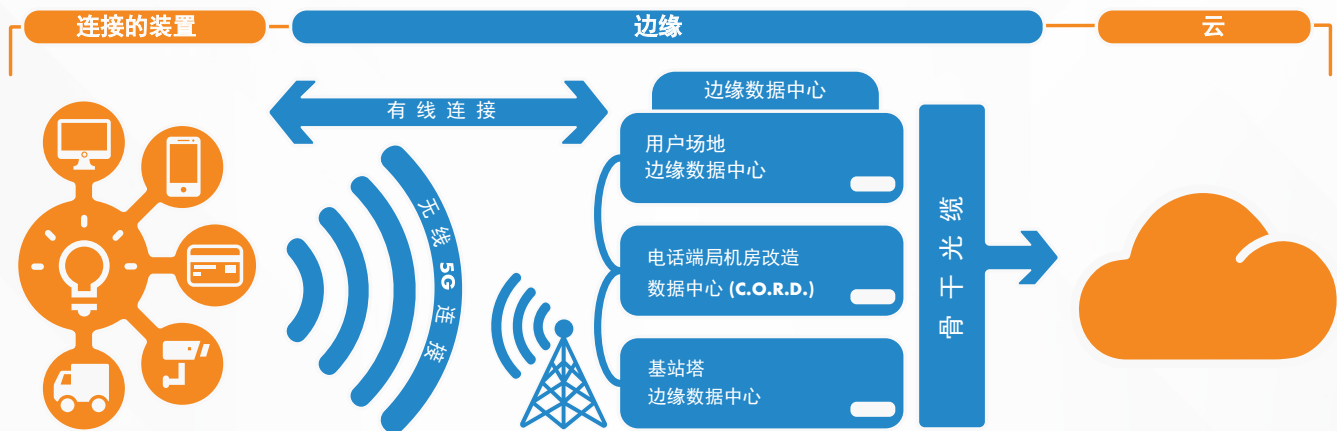 连接的装置
边缘
云
有线连接
无线 5G 连接
边缘数据中心
用户场地
边缘数据中心
电话端局机房改造
数据中心 (C.O.R.D.)
基站塔
边缘数据中心
骨干光缆